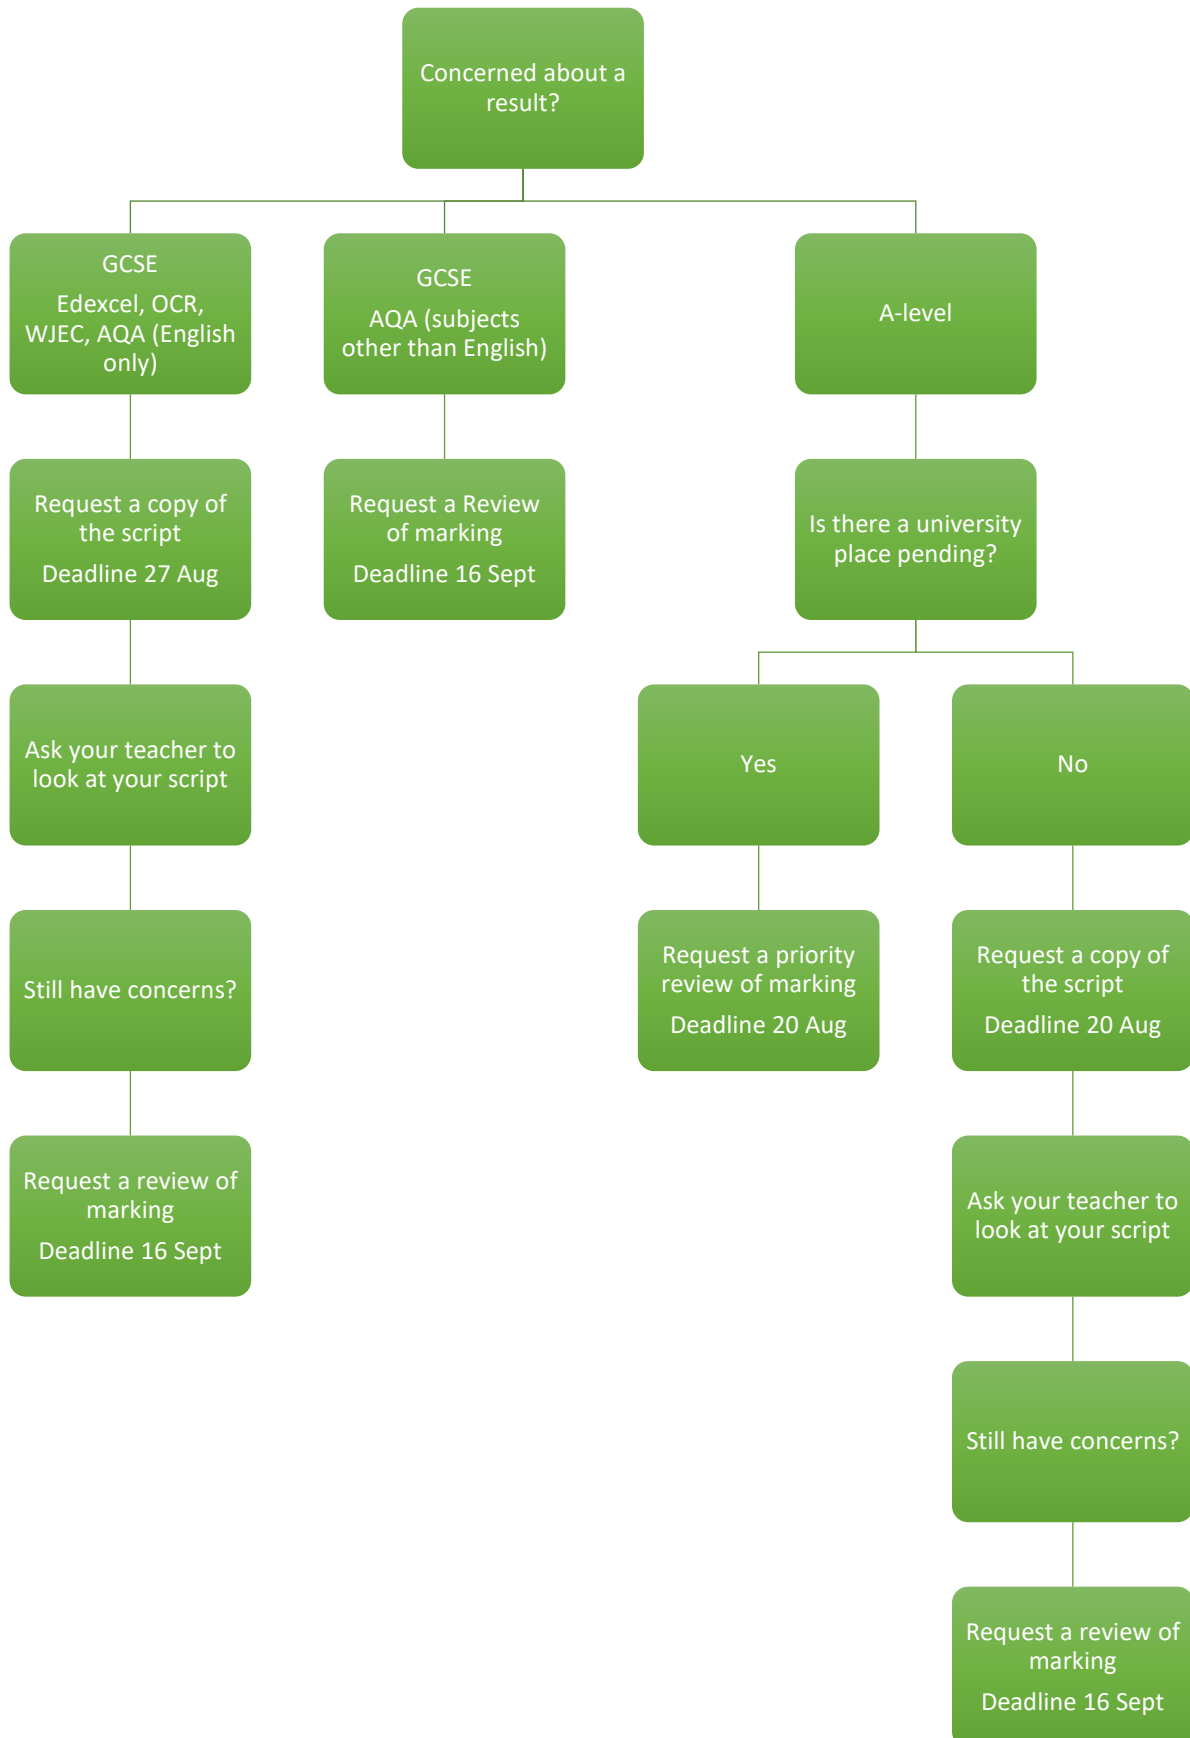 Concerned about a
result?
GCSE
Edexcel, OCR,
WJEC, AQA (English
only)
GCSE
AQA (subjects
other than English)
A-level
Request a copy of
the script
Deadline 27 Aug
Request a Review
of marking
Deadline 16 Sept
Is there a university
place pending?
Ask your teacher to
look at your script
Yes
No
Still have concerns?
Request a priority
review of marking
Deadline 20 Aug
Request a copy of
the script
Deadline 20 Aug
Request a review of
marking
Deadline 16 Sept
Ask your teacher to
look at your script
Still have concerns?
Request a review of
marking
Deadline 16 Sept